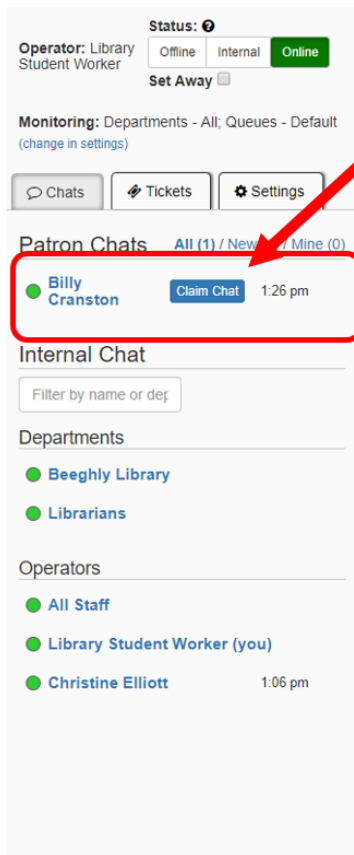 Status:
Operator: Library
Student Worker
Offline Internal Online
Set Away
Monitoring: Departments - All; Queues - Default
(change in settings)
Chats Tickets Settings
Patron Chats All (1) / New / Mine (0)
Billy
Cranston
Claim Chat 1:26 pm
Internal Chat
Filter by name or dep
Departments
Beeghly Library
Librarians
Operators
All Staff
Library Student Worker (you)
Christine Elliott 1:06 pm